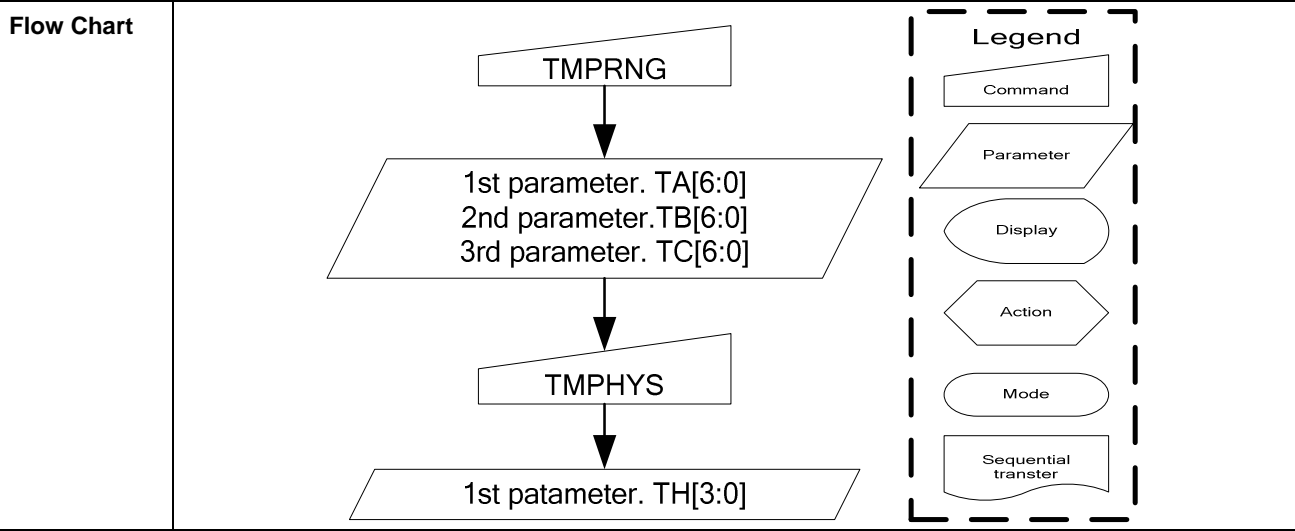 Flow Chart
TMPRNG
1st parameter. TA[6:0]
2nd parameter.TB[6:0]
3rd parameter. TC[6:0]
TMPHYS
1st patameter. TH[3:0]
Legend
Command
Parameter
Display
Action
Mode
Sequential
transter